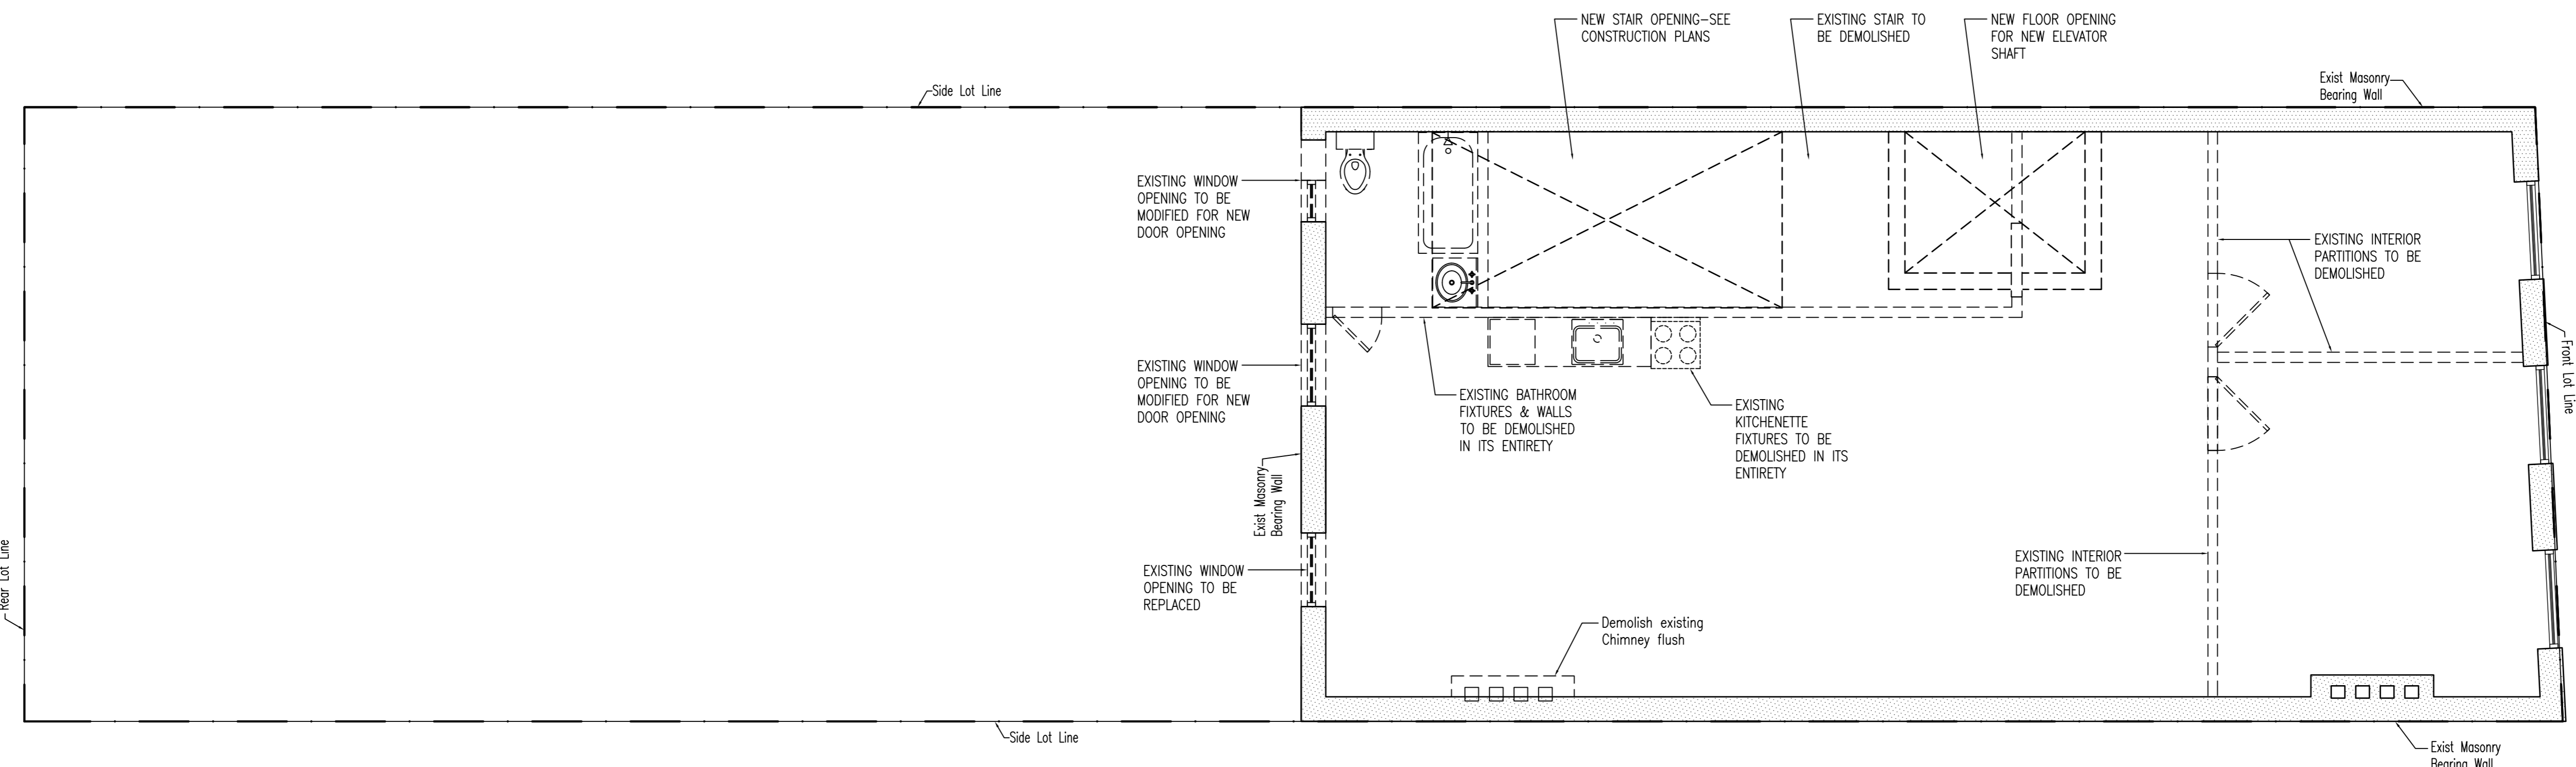 NEW STAIR OPENING-SEE
CONSTRUCTION PLANS
EXISTING STAIR TO
BE DEMOLISHED
NEW FLOOR OPENING
FOR NEW ELEVATOR
SHAFT
Exist Masonry
Bearing Wall
Side Lot Line
EXISTING WINDOW
OPENING TO BE
MODIFIED FOR NEW
DOOR OPENING
EXISTING INTERIOR
PARTITIONS TO BE
DEMOLISHED
Front Lot Line
EXISTING WINDOW
OPENING TO BE
MODIFIED FOR NEW
DOOR OPENING
EXISTING BATHROOM
FIXTURES & WALLS
TO BE DEMOLISHED
IN ITS ENTIRETY
EXISTING
KITCHENETTE
FIXTURES TO BE
DEMOLISHED IN ITS
ENTIRETY
Exist Masonry
Bearing Wall
Rear Lot Line
EXISTING WINDOW
OPENING TO BE
REPLACED
EXISTING INTERIOR
PARTITIONS TO BE
DEMOLISHED
Demolish existing
Chimney flush
Side Lot Line
Exist Masonry
Bearing Wall